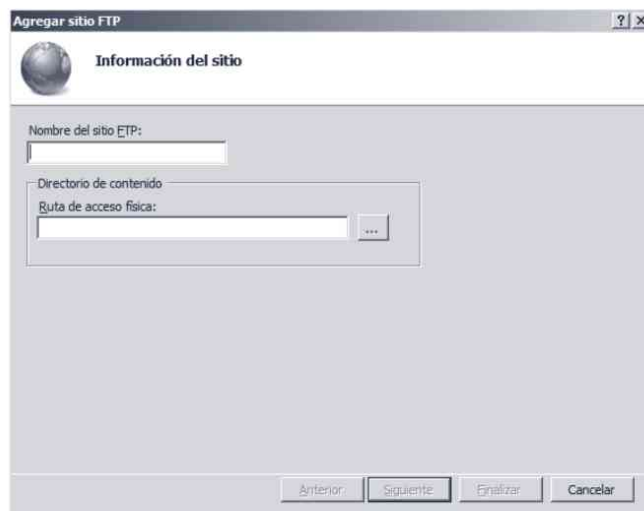 Agregar sitio FTP
Información del sitio
Nombre del sitio FTP:
Directorio de contenido
Ruta de acceso física:
...
Anterior Siguiente Finalizar Cancelar